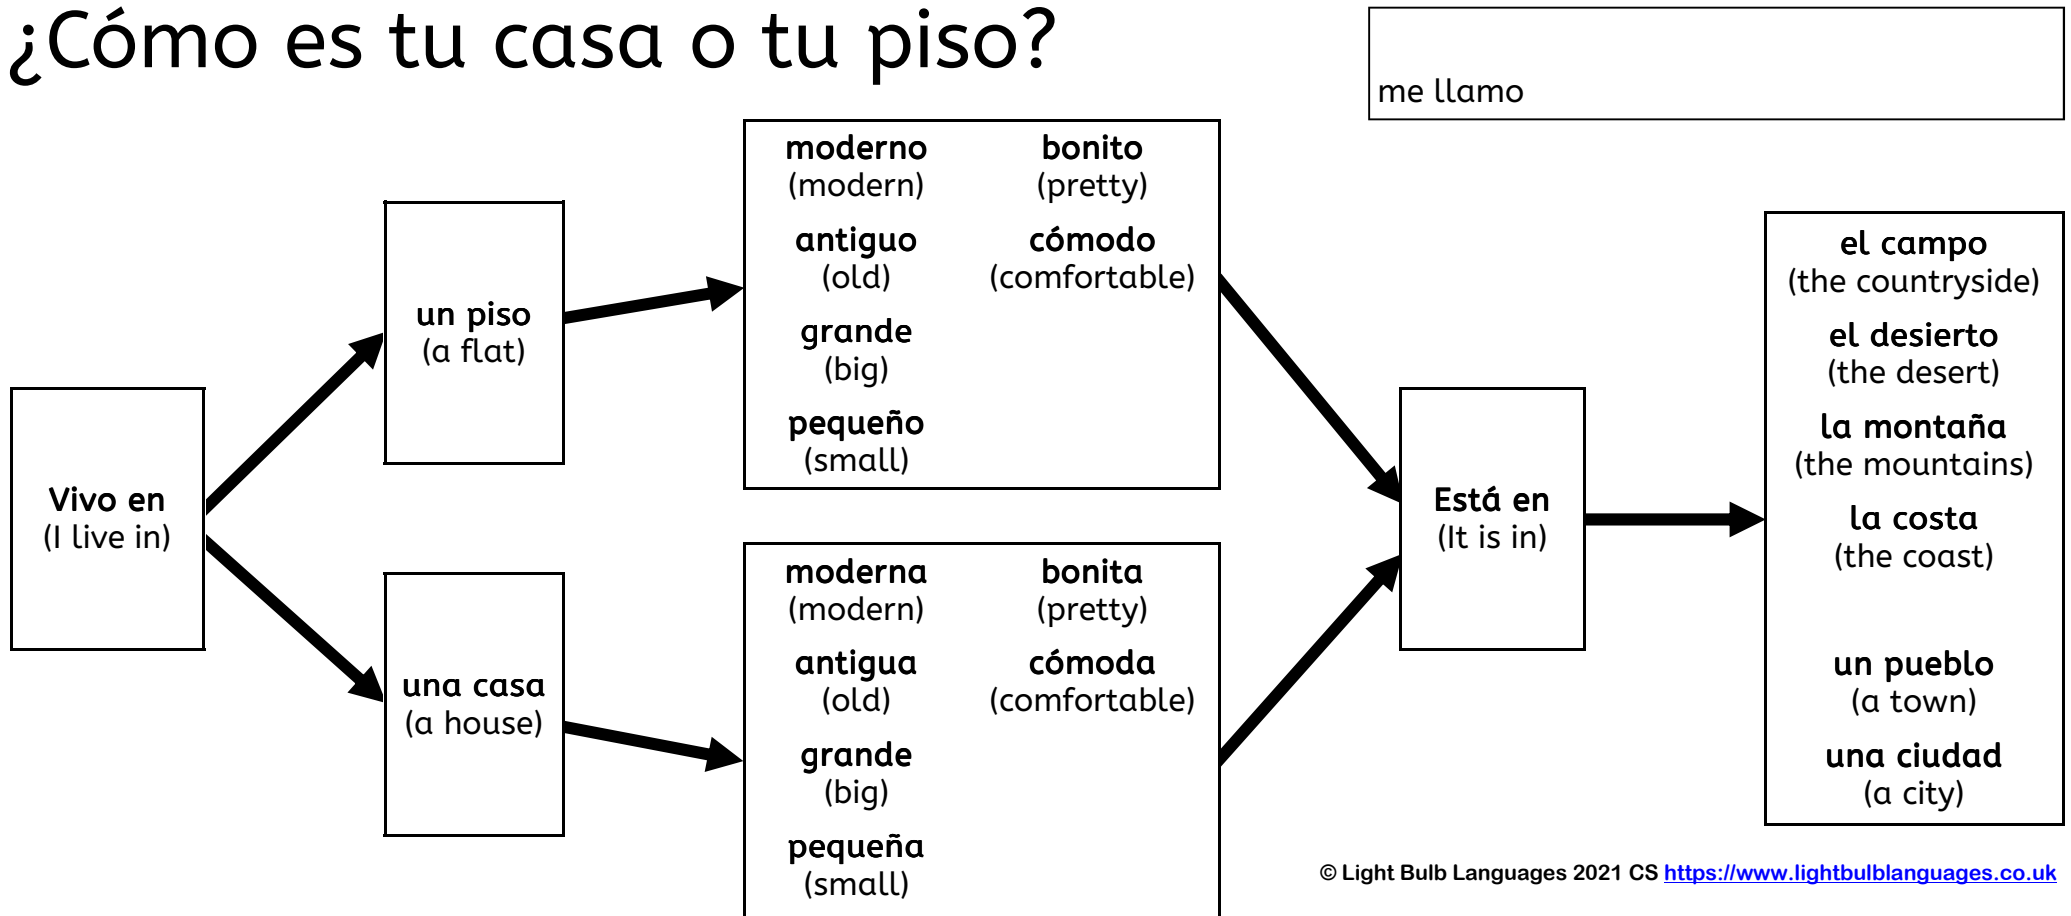 ¿Cómo es tu casa o tu piso?
me llamo
Vivo en
(I live in)
un piso
(a flat)
una casa
(a house)
moderno
(modern)
antiguo
(old)
grande
(big)
pequeño
(small)
bonito
(pretty)
cómodo
(comfortable)
moderna
(modern)
antigua
(old)
grande
(big)
pequeña
(small)
bonita
(pretty)
cómoda
(comfortable)
Está en
(It is in)
el campo
(the countryside)
el desierto
(the desert)
la montaña
(the mountains)
la costa
(the coast)
un pueblo
(a town)
una ciudad
(a city)
© Light Bulb Languages 2021 CS https://www.lightbulblanguages.co.uk